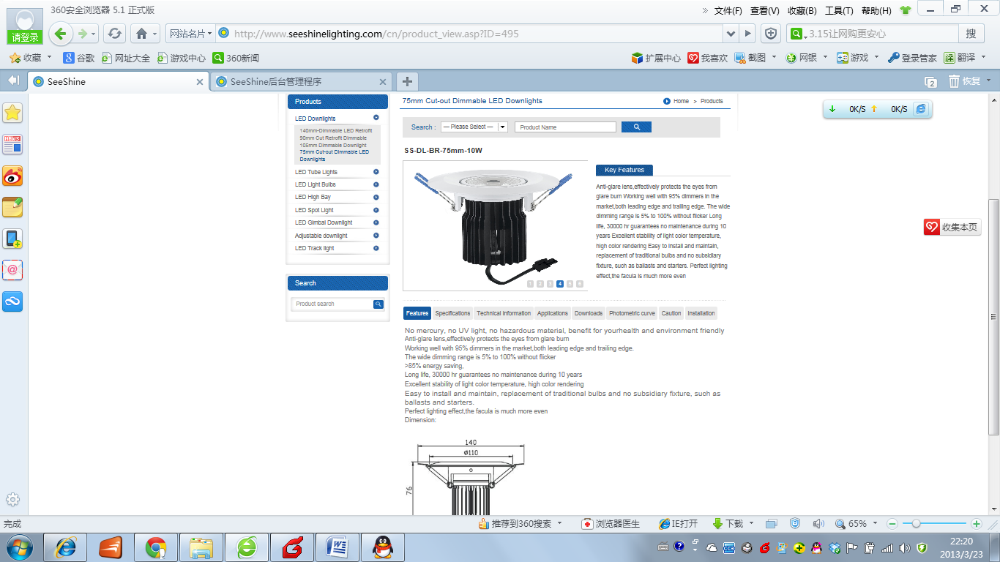 360安全浏览器 5.1 正式版
» 文件(F) 查看(V) 收藏(B) 工具(T) 帮助(H)
请登录
网站名片 http://www.seeshinelighting.com/cn/product_view.asp?ID=495 3.15让网购更安心 搜
收藏 谷歌 网址大全 游戏中心 360新闻 扩展中心 我喜欢 截图 网银 游戏 登录管家 译 翻译
SeeShine SeeShine后台管理程序 2 恢复
Products
LED Downlights
140mm-Dimmable LED Retrofit
90mm Cut Retrofit Dimmable
105mm Dimmable Downlight
75mm Cut-out Dimmable LED
Downlights
LED Tube Lights
LED Light Bulbs
LED High Bay
LED Spot Light
LED Gimbal Downlight
Adjustable downlight
LED Track light
Search
Product search
75mm Cut-out Dimmable LED Downlights Home > Products
Search : — Please Select — Product Name
SS-DL-BR-75mm-10W
1 2 3 4 5 6
Key Features
Anti-glare lens,effectively protects the eyes from
glare burn Working well with 95% dimmers in the
market,both leading edge and trailing edge. The wide
dimming range is 5% to 100% without flicker Long
life, 30000 hr guarantees no maintenance during 10
years Excellent stability of light color temperature,
high color rendering Easy to install and maintain,
replacement of traditional bulbs and no subsidiary
fixture, such as ballasts and starters. Perfect lighting
effect,the facula is much more even
Features Specifications Technical Information Applications Downloads Photometric curve Caution Installation
No mercury, no UV light, no hazardous material, benefit for yourhealth and environment friendly
Anti-glare lens,effectively protects the eyes from glare burn
Working well with 95% dimmers in the market,both leading edge and trailing edge.
The wide dimming range is 5% to 100% without flicker
>85% energy saving,
Long life, 30000 hr guarantees no maintenance during 10 years
Excellent stability of light color temperature, high color rendering
Easy to install and maintain, replacement of traditional bulbs and no subsidiary fixture, such as
ballasts and starters.
Perfect lighting effect,the facula is much more even
Dimension:
140
Ø110
76
0K/S 0K/S
收集本页
NEWS
完成 推荐到360搜索 浏览器医生 IE打开 下载 65%
22:20
2013/3/23